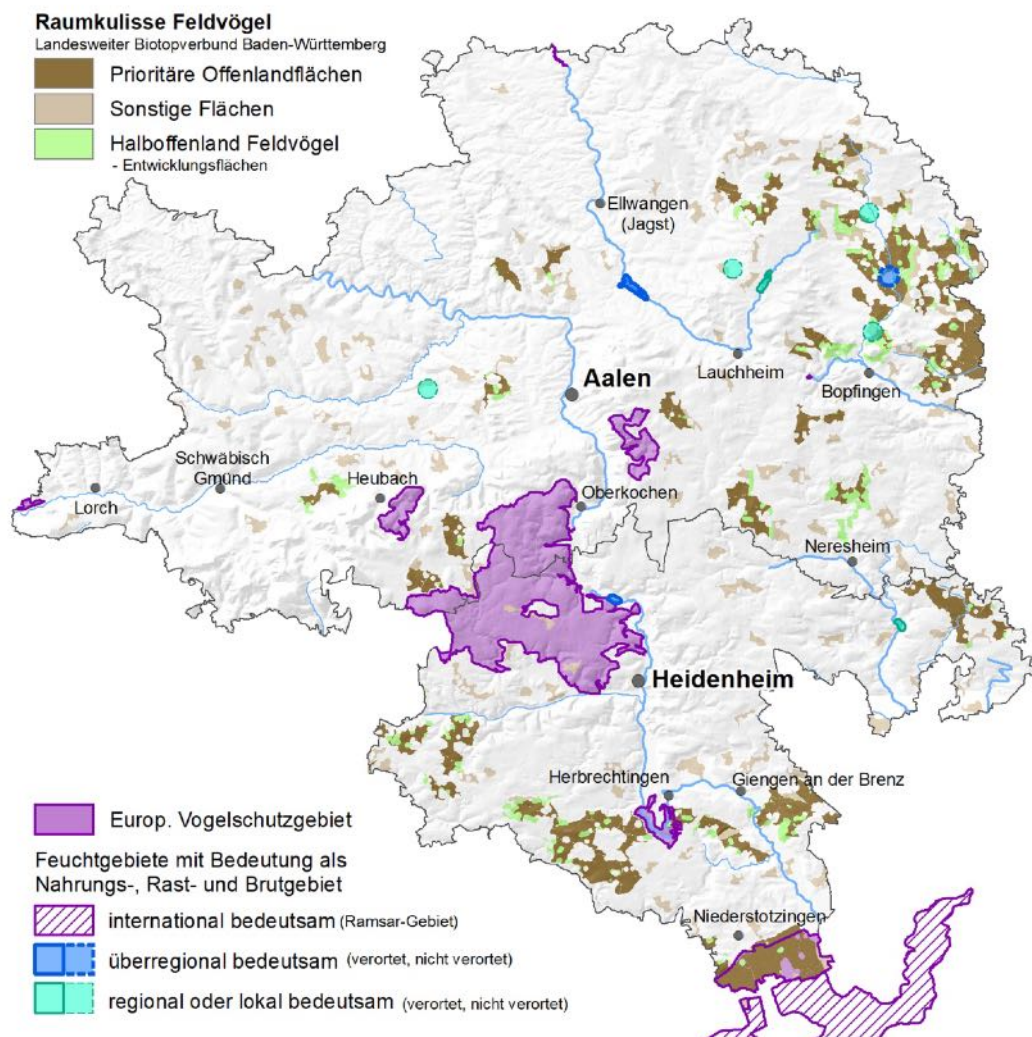 Raumkulisse Feldvögel
Landesweiter Biotopverbund Baden-Württemberg
Prioritäre Offenlandflächen
Sonstige Flächen
Halboffenland Feldvögel
- Entwicklungsflächen
Ellwangen
(Jagst)
Lauchheim
Aalen
Bopfingen
Schwäbisch
Gmünd
Heubach
Lorch
Oberkochen
Neresheim
Heidenheim
Herbrechtingen
Giengen an der Brenz
Europ. Vogelschutzgebiet
Feuchtgebiete mit Bedeutung als
Nahrungs-, Rast- und Brutgebiet
international bedeutsam (Ramsar-Gebiet)
Niederstotzingen
überregional bedeutsam (verortet, nicht verortet)
regional oder lokal bedeutsam (verortet, nicht verortet)